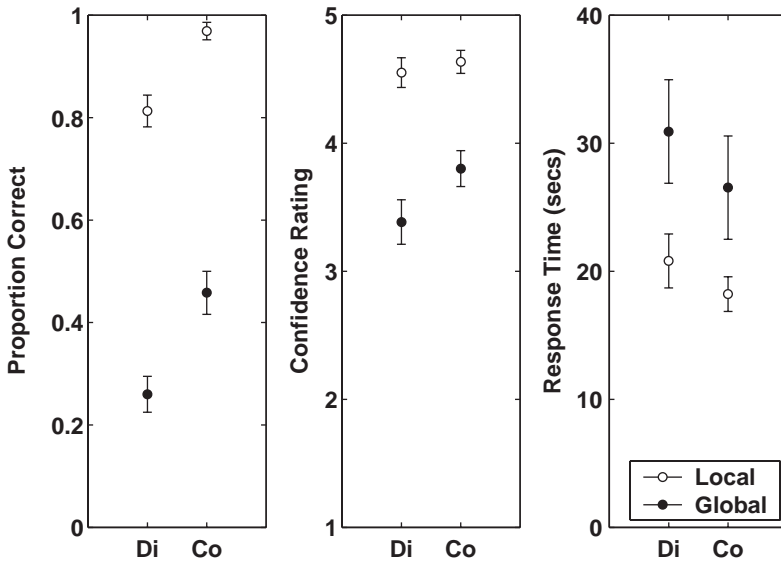 Proportion Correct
1
0.8
0.6
0.4
0.2
0
Di Co
Confidence Rating
5
4
3
2
1
Di Co
Response Time (secs)
40
30
20
10
0
Di Co
Local
Global